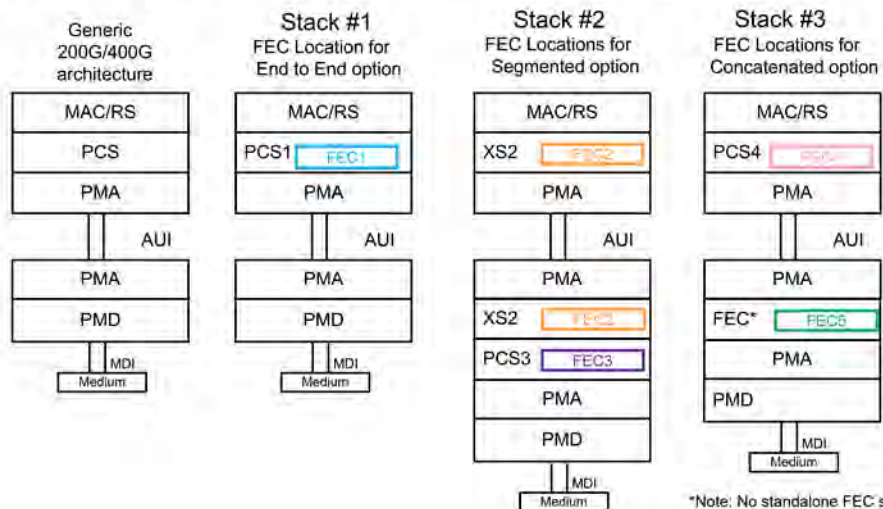 Generic
200G/400G
architecture
MAC/RS
PCS
PMA
AUI
PMA
PMD
MDI
Medium
Stack #1
FEC Location for
End to End option
MAC/RS
PCS1 FEC1
PMA
AUI
PMA
PMD
MDI
Medium
Stack #2
FEC Locations for
Segmented option
MAC/RS
XS2 FEC2
PMA
AUI
PMA
XS2 FEC2
PCS3 FEC3
PMA
PMD
MDI
Medium
Stack #3
FEC Locations for
Concatenated option
MAC/RS
PCS4
PMA
AUI
PMA
FEC* FEC5
PMA
PMD
MDI
Medium
*Note: No standalone FEC s